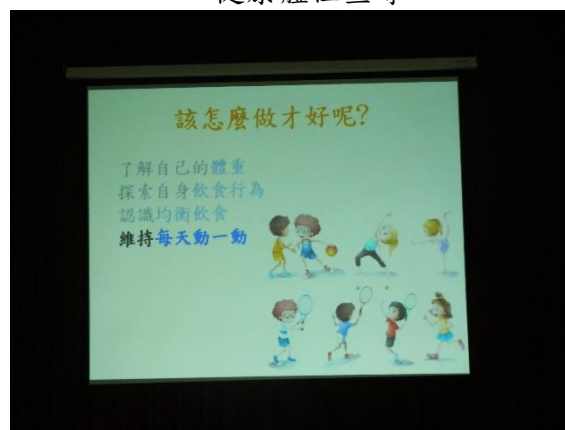 該怎麼做才好呢?
了解自己的體重
探索自身飲食行為
認識均衡飲食
維持每天動一動